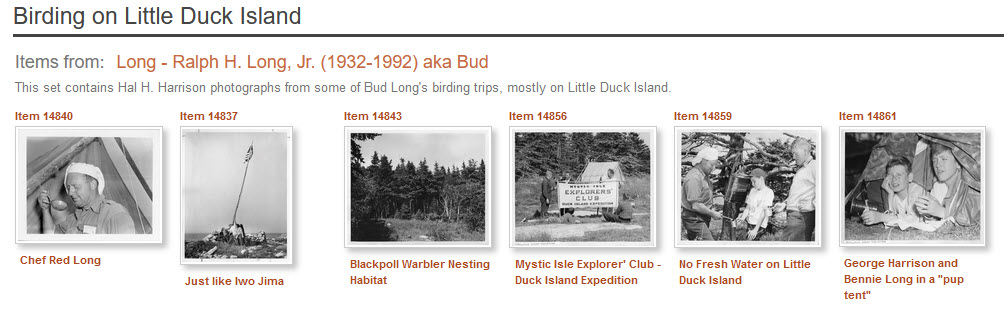 Birding on Little Duck Island
Items from: Long - Ralph H. Long, Jr. (1932-1992) aka Bud
This set contains Hal H. Harrison photographs from some of Bud Long's birding trips, mostly on Little Duck Island.
Item 14840
Item 14837
Item 14843
Item 14856
Item 14859
Item 14861
MYSTIC ISLE
EXPLORERS'
CLUB
DUCK ISLAND EXPEDITION
Chef Red Long
Just like Iwo Jima
Blackpoll Warbler Nesting
Habitat
Mystic Isle Explorer' Club -
Duck Island Expedition
No Fresh Water on Little
Duck Island
George Harrison and
Bennie Long in a "pup
tent"